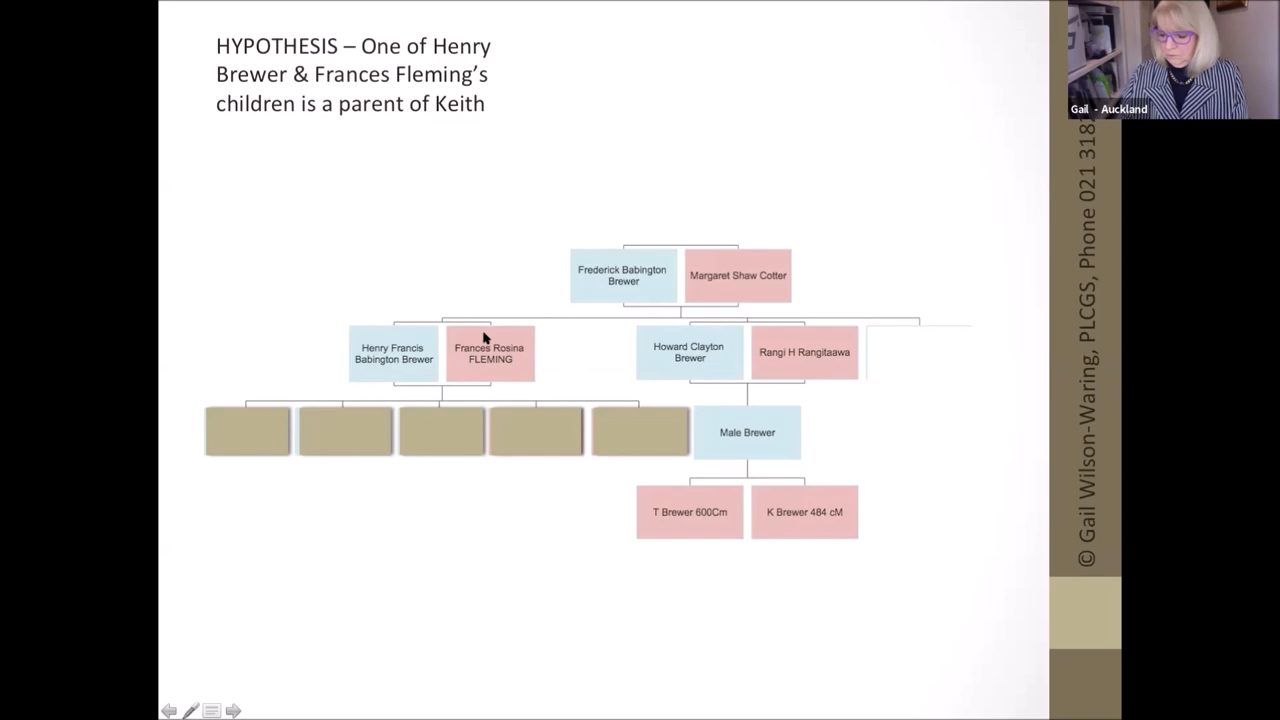 HYPOTHESIS – One of Henry
Brewer & Frances Fleming's
children is a parent of Keith
Gail - Auckland
Frederick Babington
Brewer
Margaret Shaw Cotter
Henry Francis
Babington Brewer
Frances Rosina
FLEMING
Howard Clayton
Brewer
Rangi H Rangitaawa
Male Brewer
T Brewer 600Cm
K Brewer 484 cM
© Gail Wilson-Waring, PLCGS, Phone 021 318